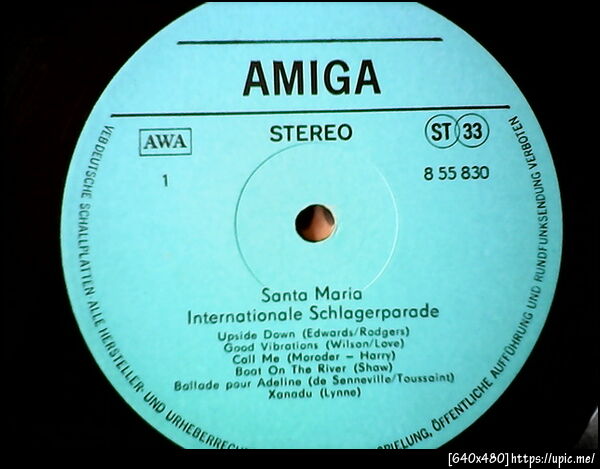 AMIGA
AWA
STEREO
ST 33
1
8 55 830
Santa Maria
Internationale Schlagerparade
Upside Down (Edwards/Rodgers)
Good Vibrations (Wilson/Love)
Call Me (Moroder – Harry)
Boat On The River (Shaw)
Ballade pour Adeline (de Senneville/Toussaint)
Xanadu (Lynne)
VEB DEUTSCHE SCHALLPLATTEN · ALLE HERSTELLER- UND URHEBERRECHTE
SPIELUNG, ÖFFENTLICHE AUFFÜHRUNG UND RUNDFUNKSENDUNG VERBOTEN
[640x480]https://upic.me/